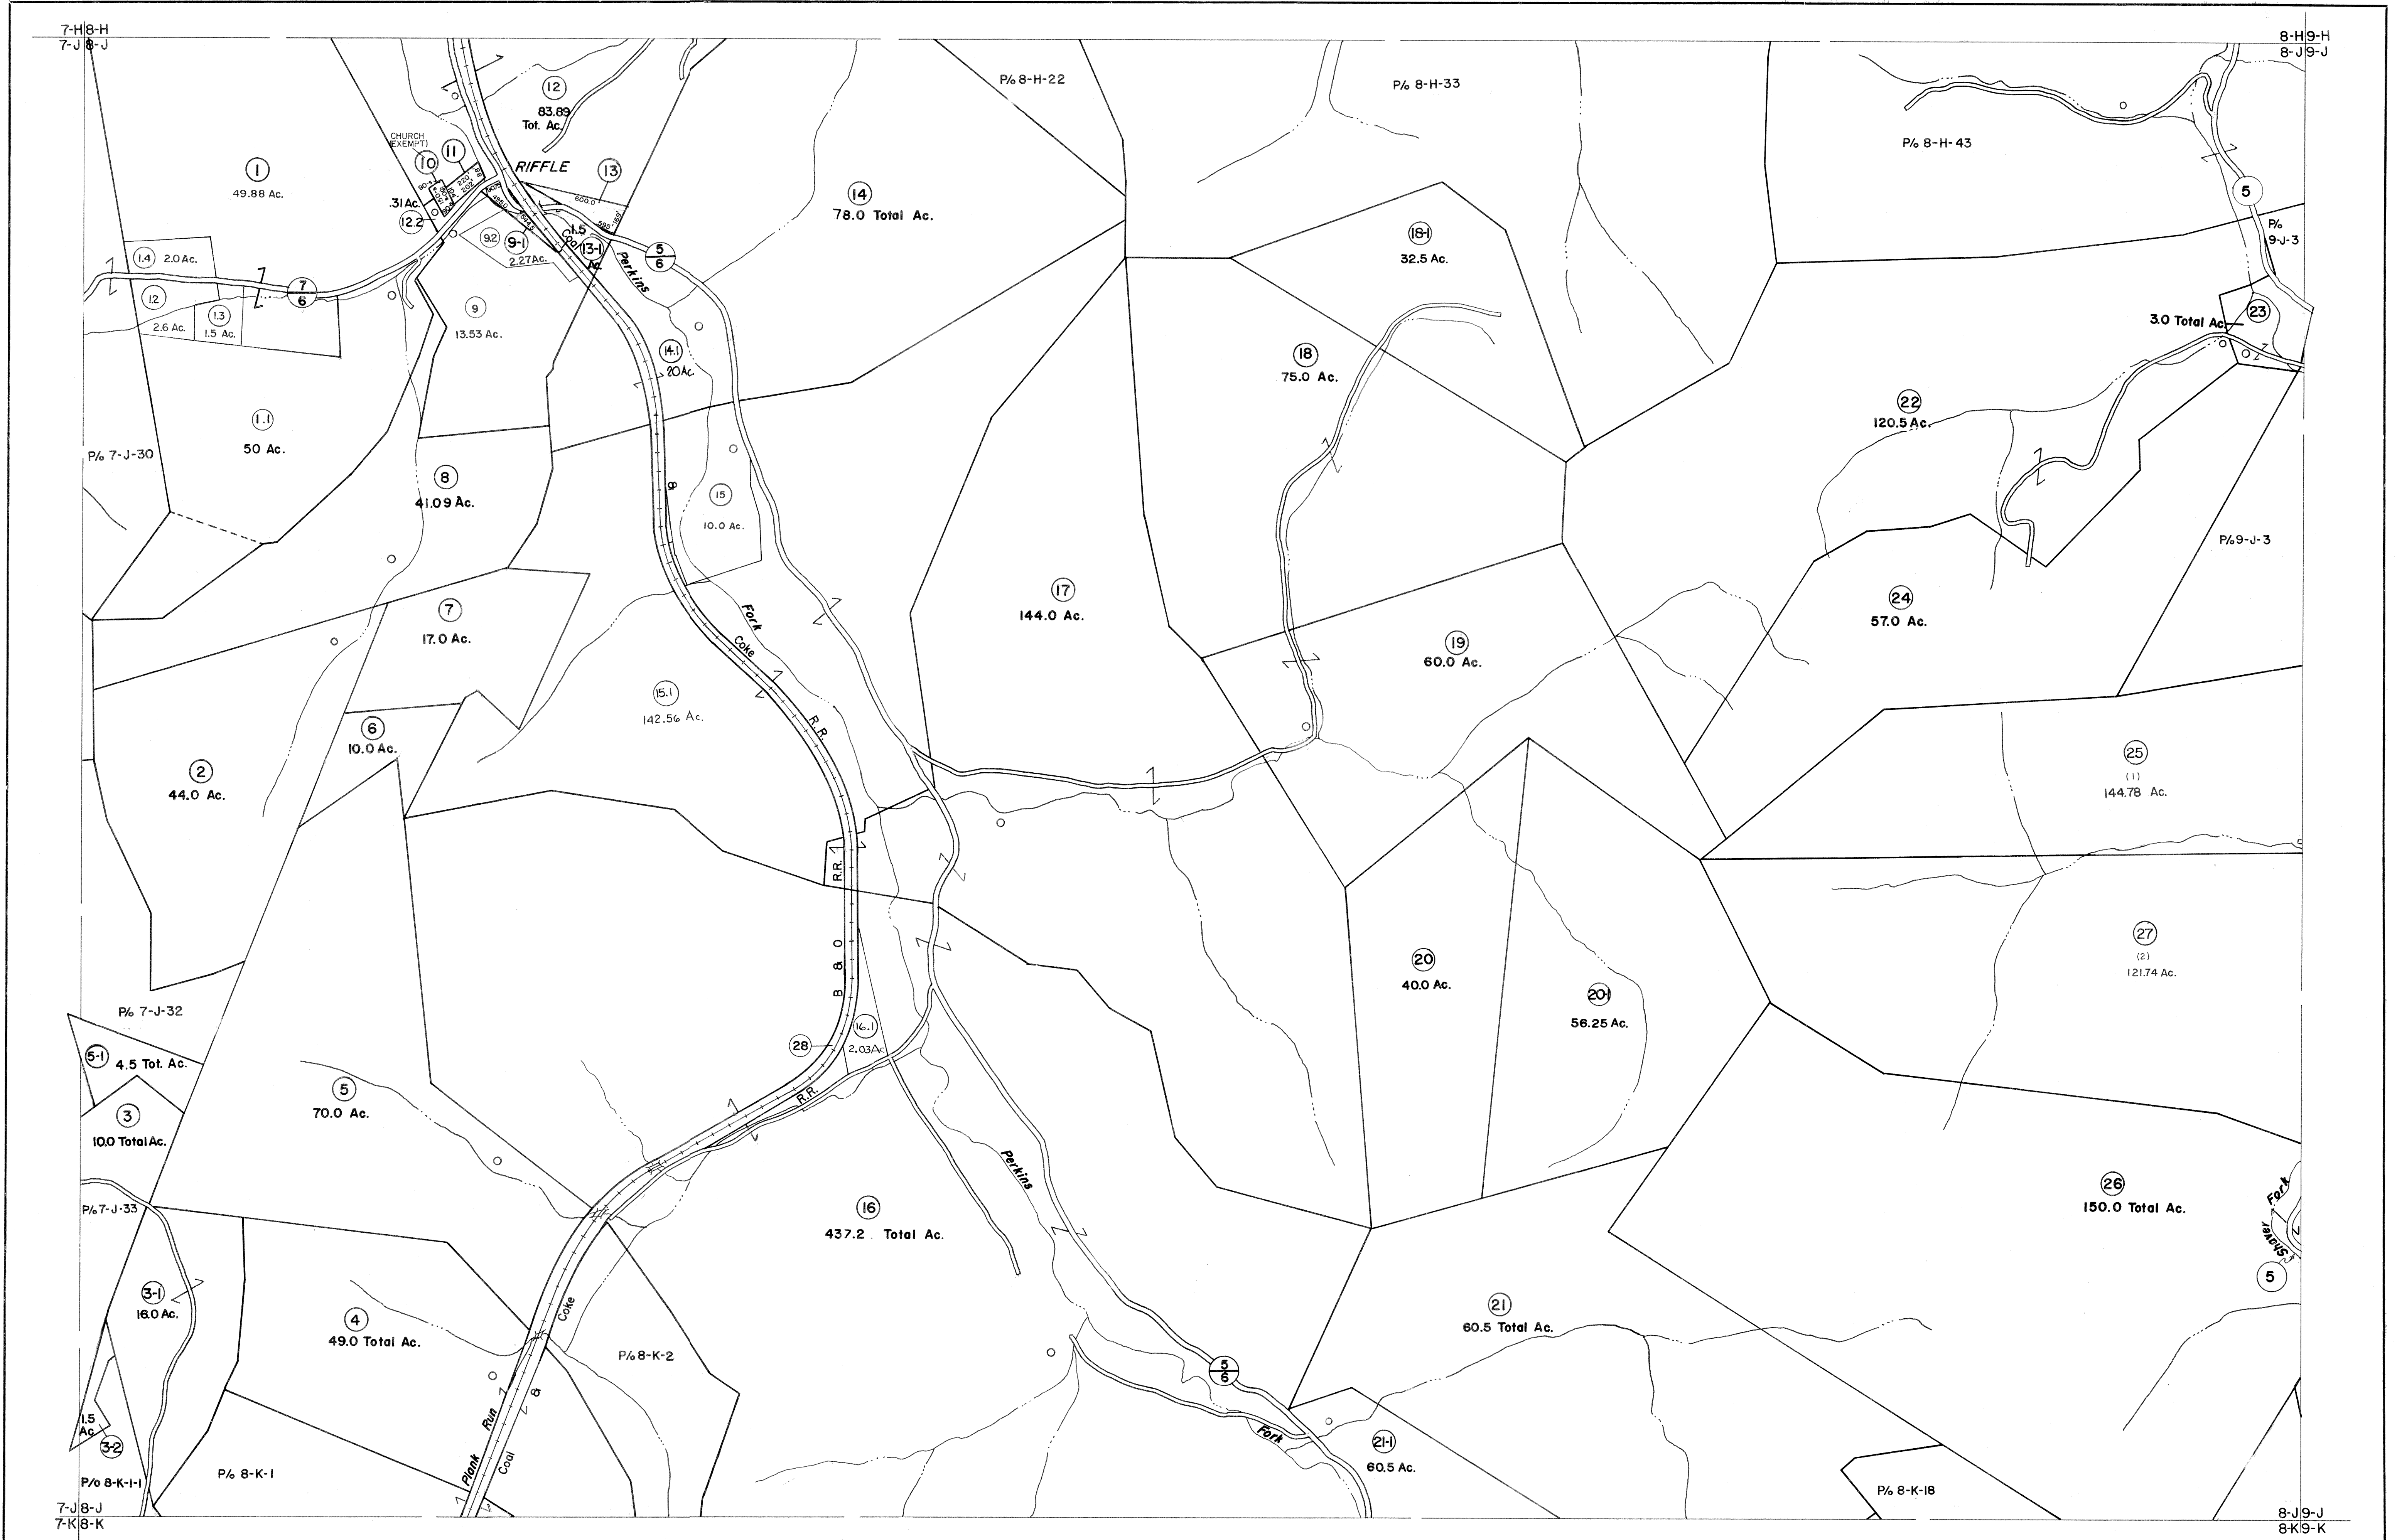 7-H 8-H
7-J 8-J
8-H 9-H
8-J 9-J
P/o 8-H-22
P/o 8-H-33
12
83.89
Tot. Ac.
CHURCH
(EXEMPT)
10
11
RIFFLE
13
600.0
P/o 8-H-43
1
49.88 Ac.
14
78.0 Total Ac.
5
.31 Ac.
12.2
220
202'
9.2
9-1
2.27 Ac.
1.5
13-1
Ac.
Coal
5
6
Perkins
18-1
32.5 Ac.
P/o
9-J-3
1.4
2.0 Ac.
7
6
1.2
2.6 Ac.
1.3
1.5 Ac.
9
13.53 Ac.
23
3.0 Total Ac.
14.1
20 Ac.
18
75.0 Ac.
22
120.5 Ac.
1.1
50 Ac.
P/o 7-J-30
8
41.09 Ac.
&
15
10.0 Ac.
P/o 9-J-3
17
144.0 Ac.
24
57.0 Ac.
7
17.0 Ac.
Fork
Coke
19
60.0 Ac.
15.1
142.56 Ac.
R.R.
6
10.0 Ac.
2
44.0 Ac.
25
(1)
144.78 Ac.
R.R.
27
(2)
121.74 Ac.
B & O
20
40.0 Ac.
20-1
56.25 Ac.
P/o 7-J-32
16.1
2.03 Ac.
28
5-1
4.5 Tot. Ac.
R.R.
5
70.0 Ac.
3
10.0 Total Ac.
Perkins
26
150.0 Total Ac.
Fork
Shaver
5
P/o 7-J-33
16
437.2 Total Ac.
3-1
16.0 Ac.
Coke
4
49.0 Total Ac.
21
60.5 Total Ac.
P/o 8-K-2
5
6
&
1.5
Ac.
3-2
Run
Plank
Coal
Fork
21-1
60.5 Ac.
P/o 8-K-1-1
P/o 8-K-1
P/o 8-K-18
7-J 8-J
7-K 8-K
8-J 9-J
8-K 9-K